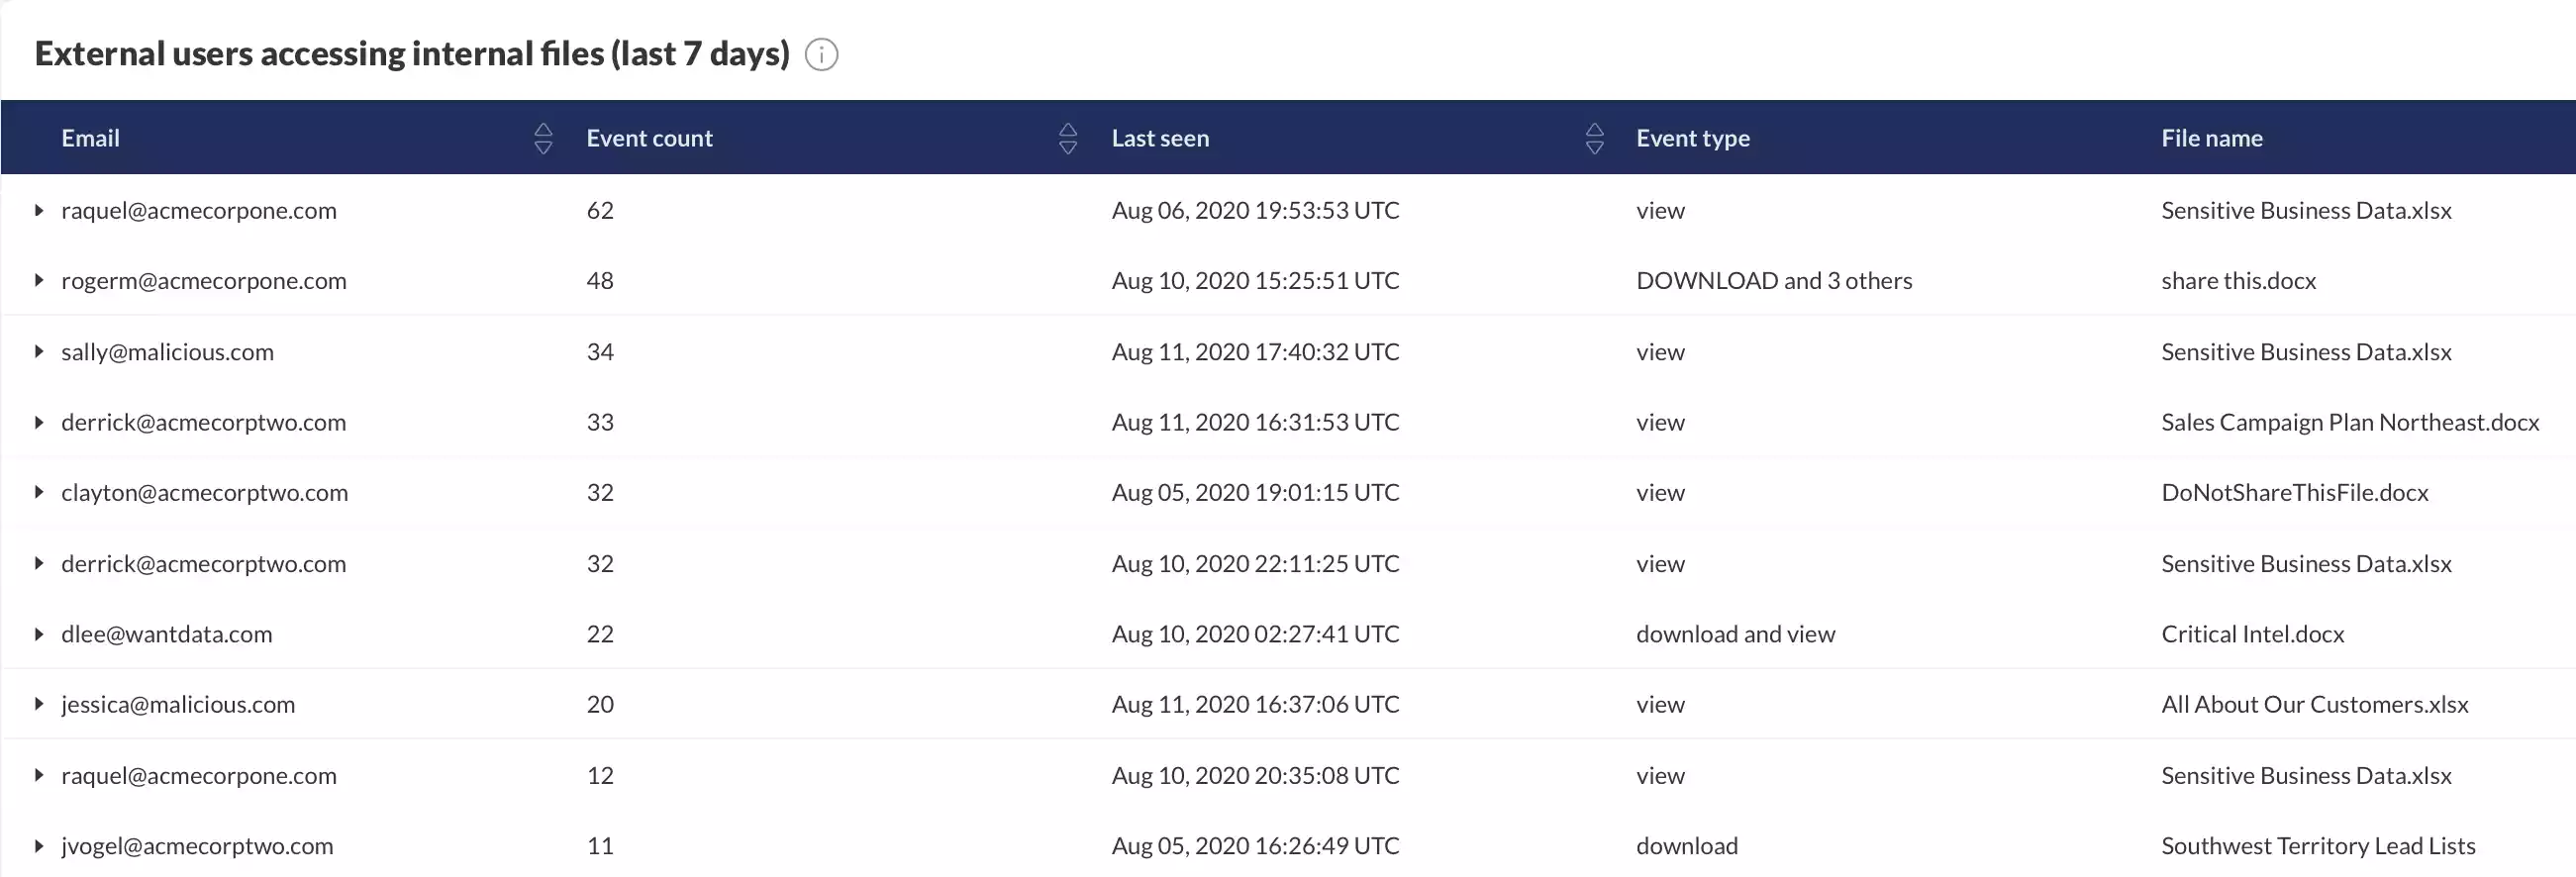 External users accessing internal files (last 7 days)
Email Event count Last seen Event type File name
raquel@acmecorpone.com 62 Aug 06, 2020 19:53:53 UTC view Sensitive Business Data.xlsx
rogerm@acmecorpone.com 48 Aug 10, 2020 15:25:51 UTC DOWNLOAD and 3 others share this.docx
sally@malicious.com 34 Aug 11, 2020 17:40:32 UTC view Sensitive Business Data.xlsx
derrick@acmecorptwo.com 33 Aug 11, 2020 16:31:53 UTC view Sales Campaign Plan Northeast.docx
clayton@acmecorptwo.com 32 Aug 05, 2020 19:01:15 UTC view DoNotShareThisFile.docx
derrick@acmecorptwo.com 32 Aug 10, 2020 22:11:25 UTC view Sensitive Business Data.xlsx
dlee@wantdata.com 22 Aug 10, 2020 02:27:41 UTC download and view Critical Intel.docx
jessica@malicious.com 20 Aug 11, 2020 16:37:06 UTC view All About Our Customers.xlsx
raquel@acmecorpone.com 12 Aug 10, 2020 20:35:08 UTC view Sensitive Business Data.xlsx
jvogel@acmecorptwo.com 11 Aug 05, 2020 16:26:49 UTC download Southwest Territory Lead Lists